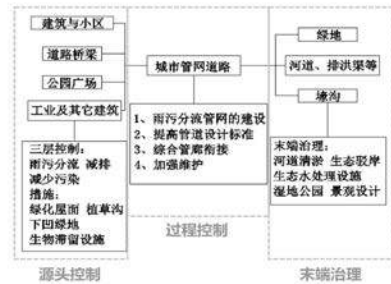 建筑与小区
道路桥梁
公园广场
工业及其它建筑
三层控制:
雨污分流 减排
减少污染
措施:
绿化屋面 植草沟
下凹绿地
生物滞留设施
源头控制
城市管网道路
1、雨污分流管网的建设
2、提高管道设计标准
3、综合管廊衔接
4、加强维护
过程控制
绿地
河道、排洪渠等
壕沟
末端治理:
河道清淤 生态驳岸
生态水处理设施
湿地公园 景观设计
末端治理